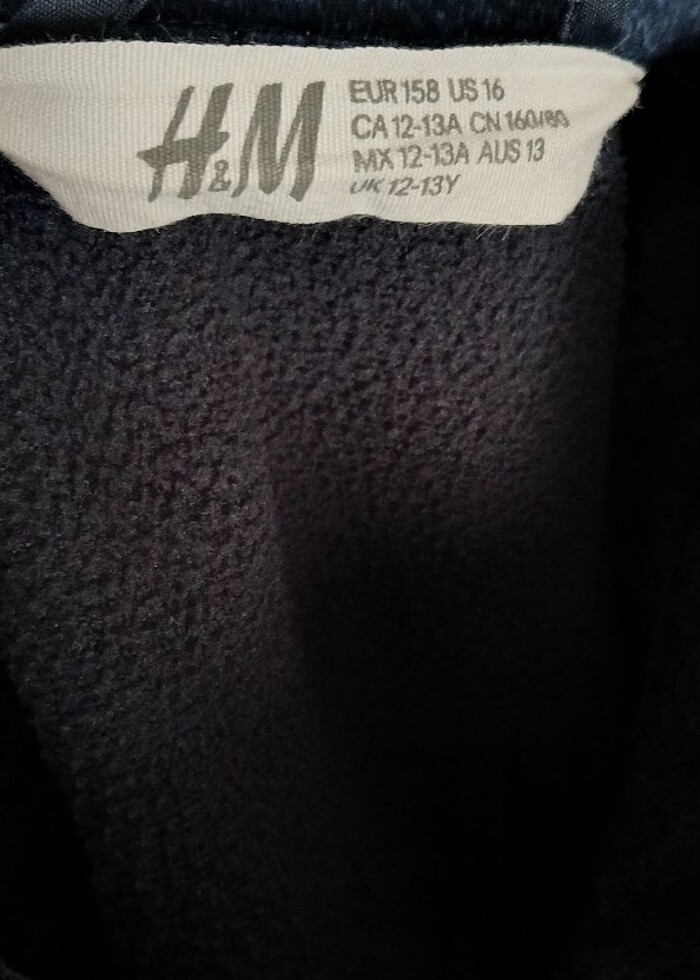 H&M
EUR 158 US 16
CA 12-13A CN 160/80
MX 12-13A AUS 13
UK 12-13Y